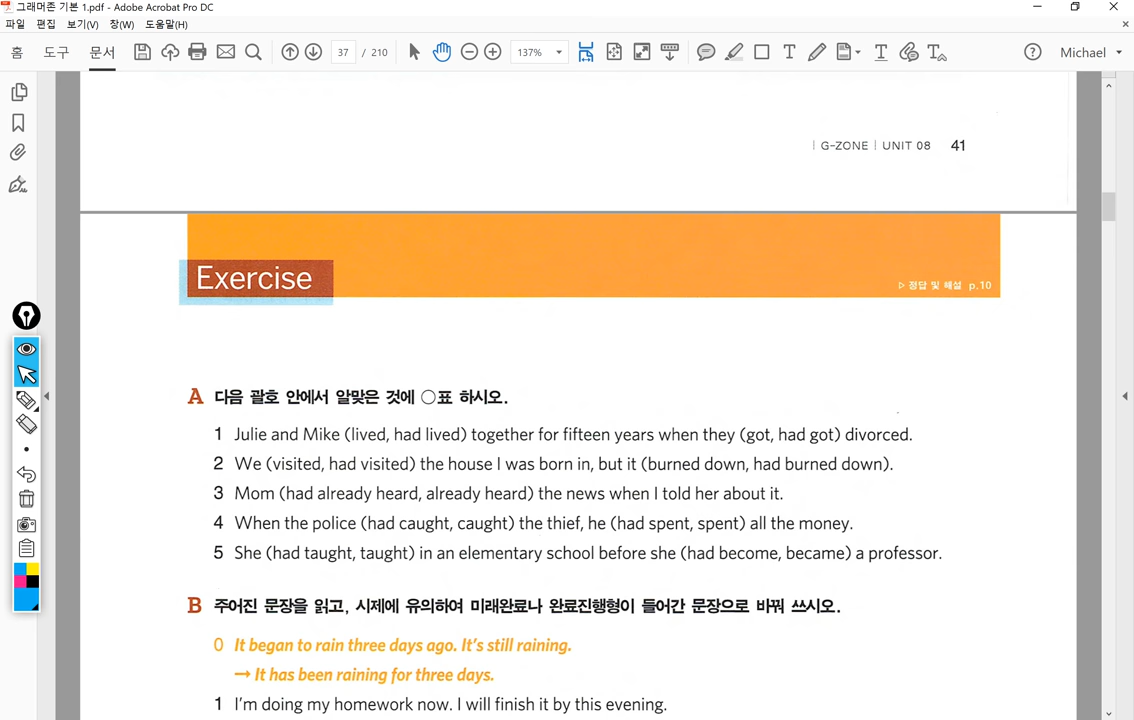 그래머존 기본 1.pdf - Adobe Acrobat Pro DC
파일 편집 보기(V) 창(W) 도움말(H)
홈 도구 문서 37 / 210 137% Michael
| G-ZONE | UNIT 08 41
Exercise
▷ 정답 및 해설 p.10
A 다음 괄호 안에서 알맞은 것에 ○표 하시오.
1 Julie and Mike (lived, had lived) together for fifteen years when they (got, had got) divorced.
2 We (visited, had visited) the house I was born in, but it (burned down, had burned down).
3 Mom (had already heard, already heard) the news when I told her about it.
4 When the police (had caught, caught) the thief, he (had spent, spent) all the money.
5 She (had taught, taught) in an elementary school before she (had become, became) a professor.
B 주어진 문장을 읽고, 시제에 유의하여 미래완료나 완료진행형이 들어간 문장으로 바꿔 쓰시오.
0 It began to rain three days ago. It's still raining.
→ It has been raining for three days.
1 I'm doing my homework now. I will finish it by this evening.